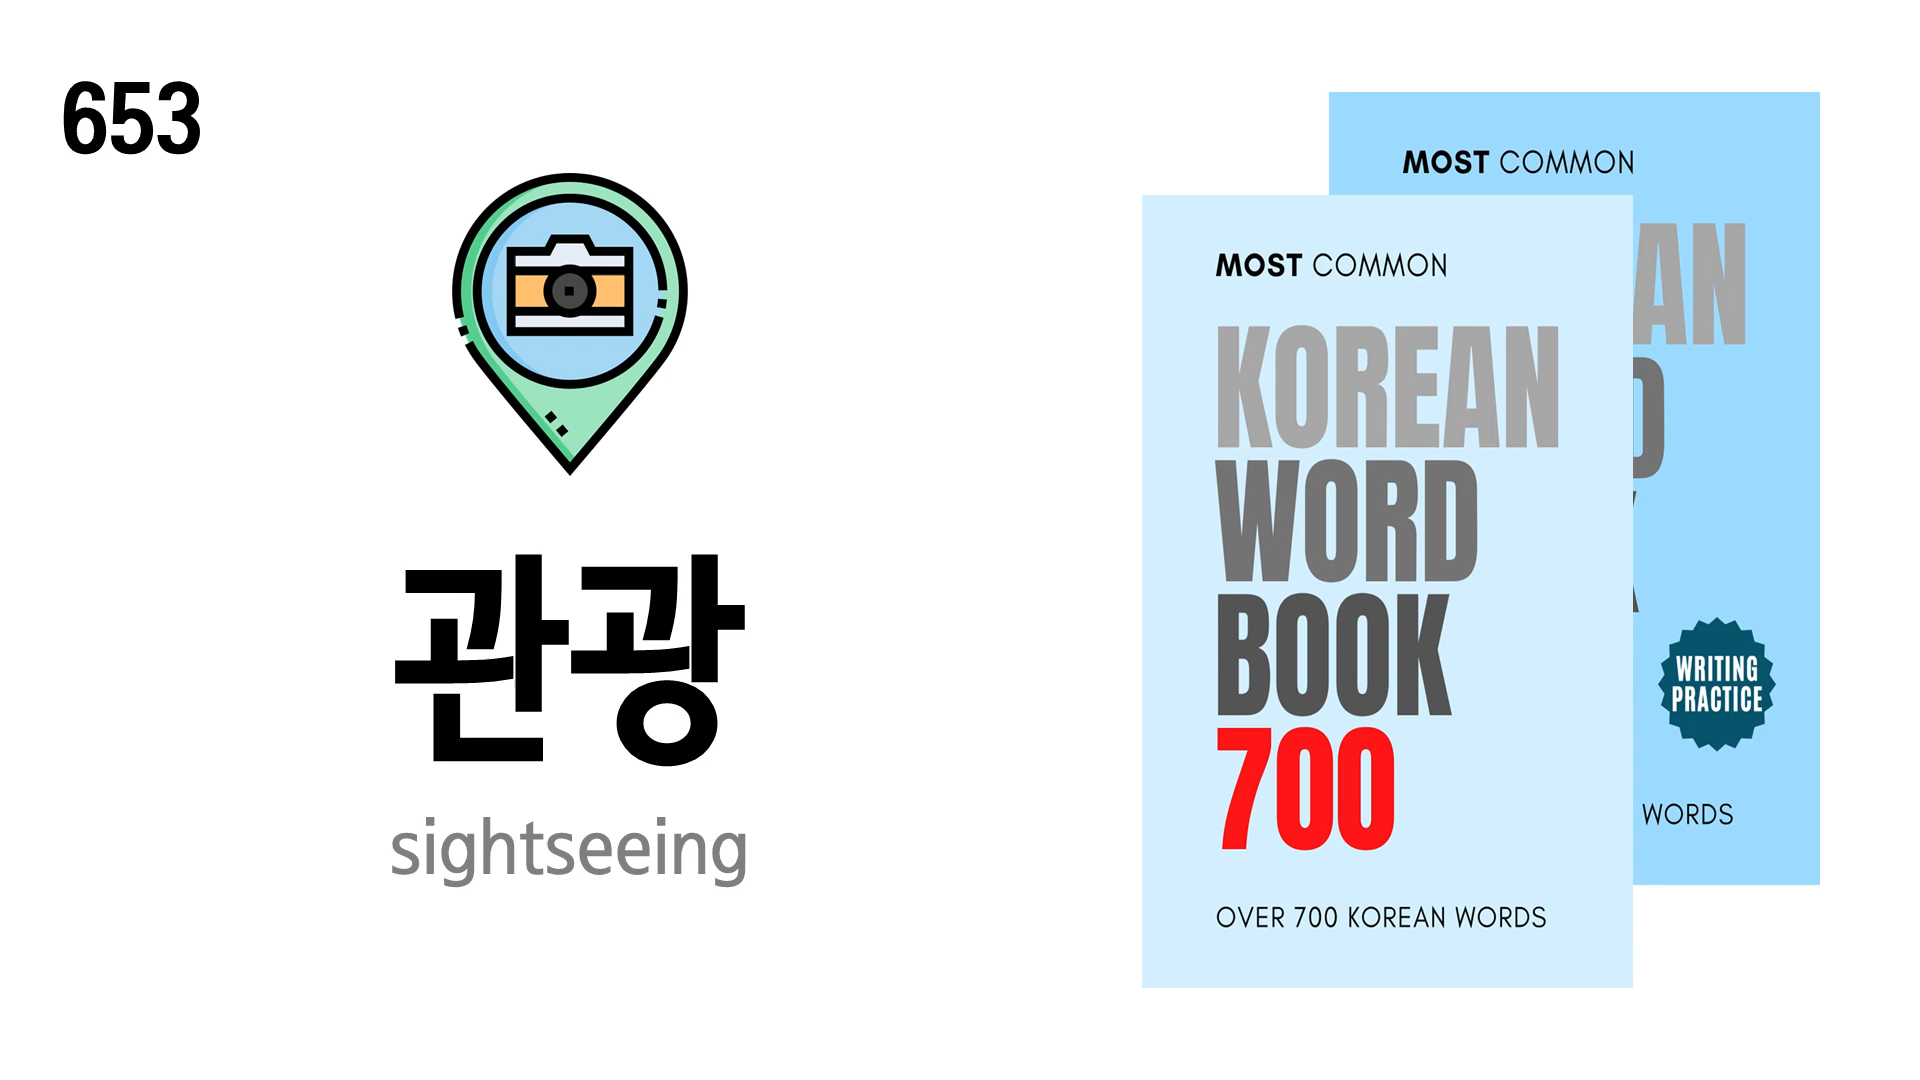 653
관광
sightseeing
MOST COMMON
KOREAN
WORD
BOOK
700
OVER 700 KOREAN WORDS
MOST COMMON
AN
WRITING
PRACTICE
WORDS